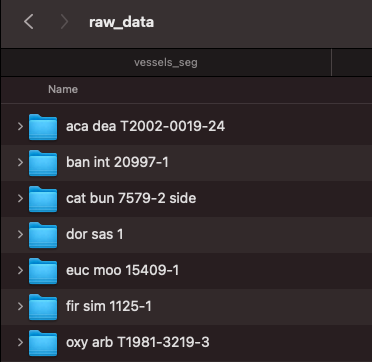 raw_data
vessels_seg
Name
aca dea T2002-0019-24
ban int 20997-1
cat bun 7579-2 side
dor sas 1
euc moo 15409-1
fir sim 1125-1
oxy arb T1981-3219-3